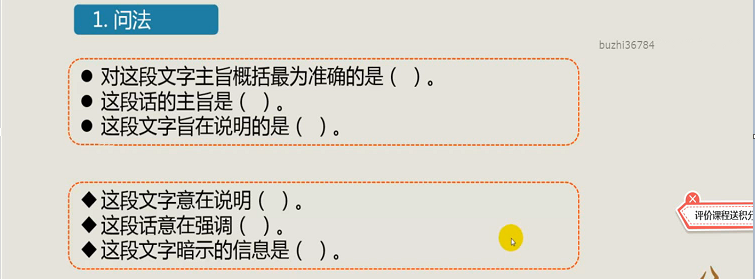 1. 问法
buzhi36784
● 对这段文字主旨概括最为准确的是（ ）。
● 这段话的主旨是（ ）。
● 这段文字旨在说明的是（ ）。
◆ 这段文字意在说明（ ）。
◆ 这段话意在强调（ ）。
◆ 这段文字暗示的信息是（ ）。
评价课程送积分